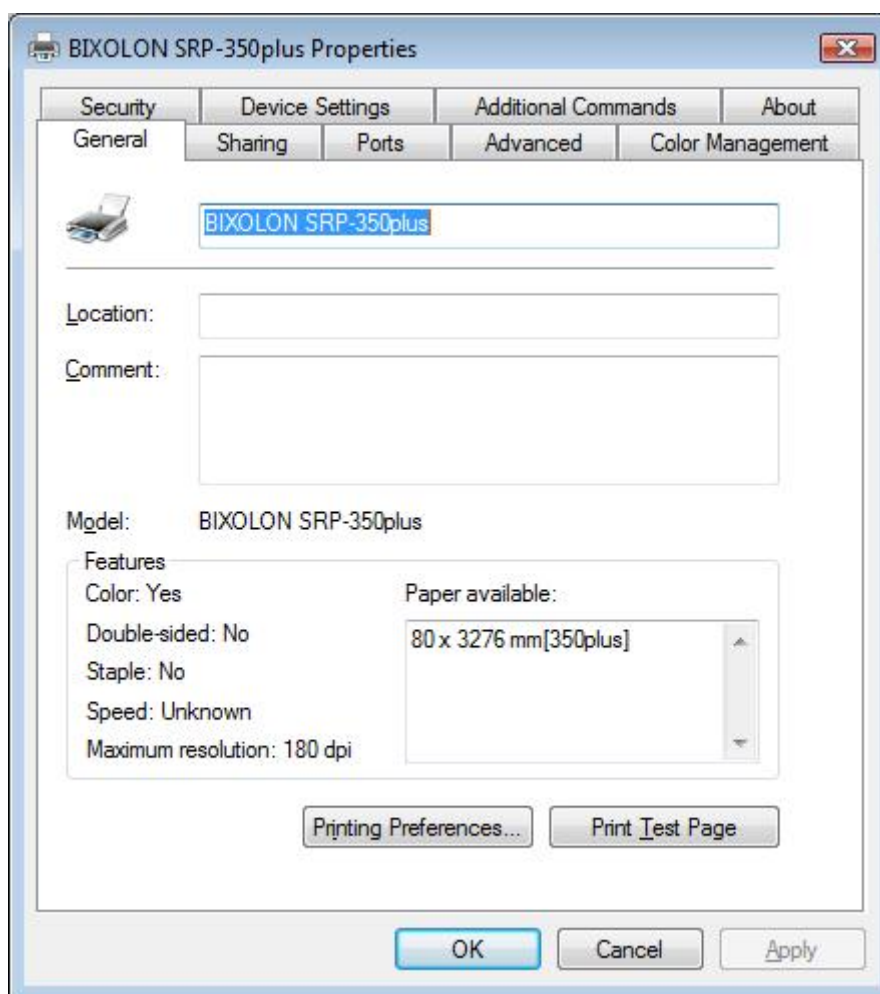 BIXOLON SRP-350plus Properties
Security Device Settings Additional Commands About
General Sharing Ports Advanced Color Management
BIXOLON SRP-350plus
Location:
Comment:
Model: BIXOLON SRP-350plus
Features
Color: Yes Paper available:
Double-sided: No 80 x 3276 mm[350plus]
Staple: No
Speed: Unknown
Maximum resolution: 180 dpi
Printing Preferences... Print Test Page
OK Cancel Apply